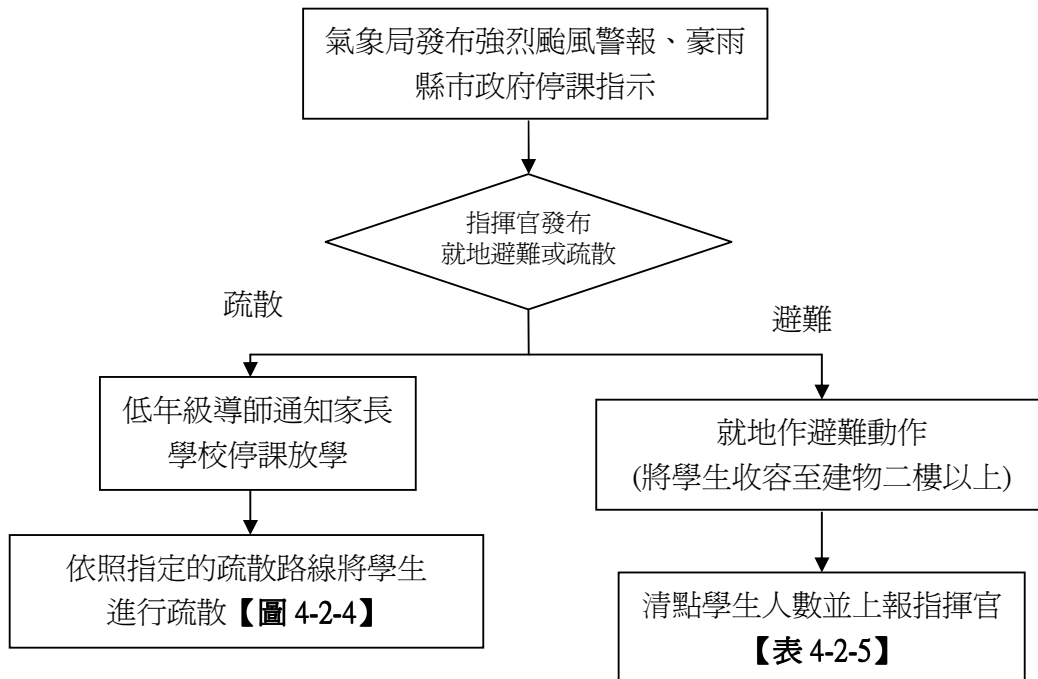 氣象局發布強烈颱風警報、豪雨
縣市政府停課指示
指揮官發布
就地避難或疏散
疏散
避難
低年級導師通知家長
學校停課放學
就地作避難動作
(將學生收容至建物二樓以上)
依照指定的疏散路線將學生
進行疏散【圖 4-2-4】
清點學生人數並上報指揮官
【表 4-2-5】